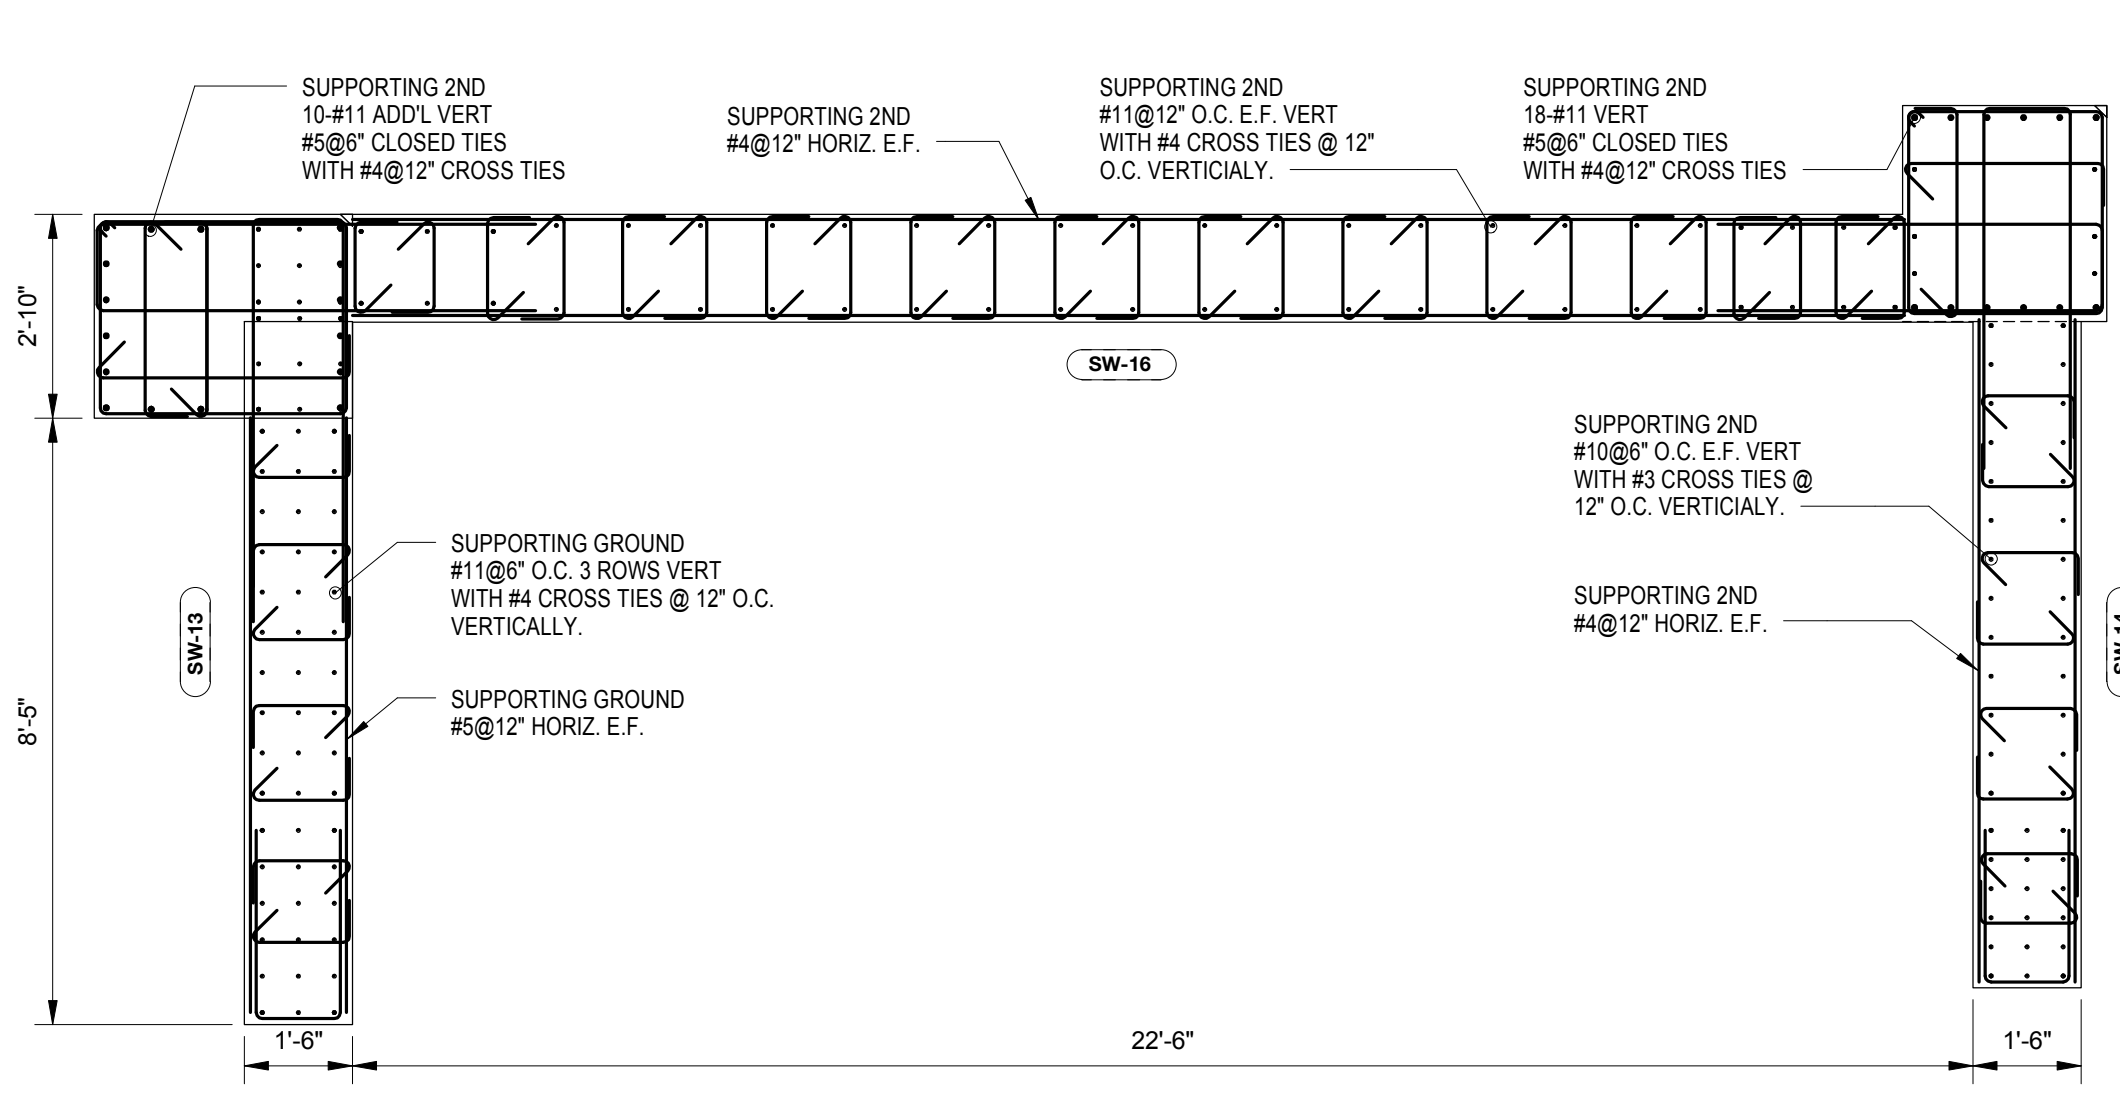 SUPPORTING 2ND
10-#11 ADD'L VERT
#5@6" CLOSED TIES
WITH #4@12" CROSS TIES
SUPPORTING 2ND
#4@12" HORIZ. E.F.
SUPPORTING 2ND
#11@12" O.C. E.F. VERT
WITH #4 CROSS TIES @ 12"
O.C. VERTICIALY.
SUPPORTING 2ND
18-#11 VERT
#5@6" CLOSED TIES
WITH #4@12" CROSS TIES
2'-10"
SW-16
SUPPORTING 2ND
#10@6" O.C. E.F. VERT
WITH #3 CROSS TIES @
12" O.C. VERTICIALY.
SUPPORTING GROUND
#11@6" O.C. 3 ROWS VERT
WITH #4 CROSS TIES @ 12" O.C.
VERTICALLY.
SUPPORTING 2ND
#4@12" HORIZ. E.F.
SW-13
8'-5"
SUPPORTING GROUND
#5@12" HORIZ. E.F.
1'-6"
22'-6"
1'-6"